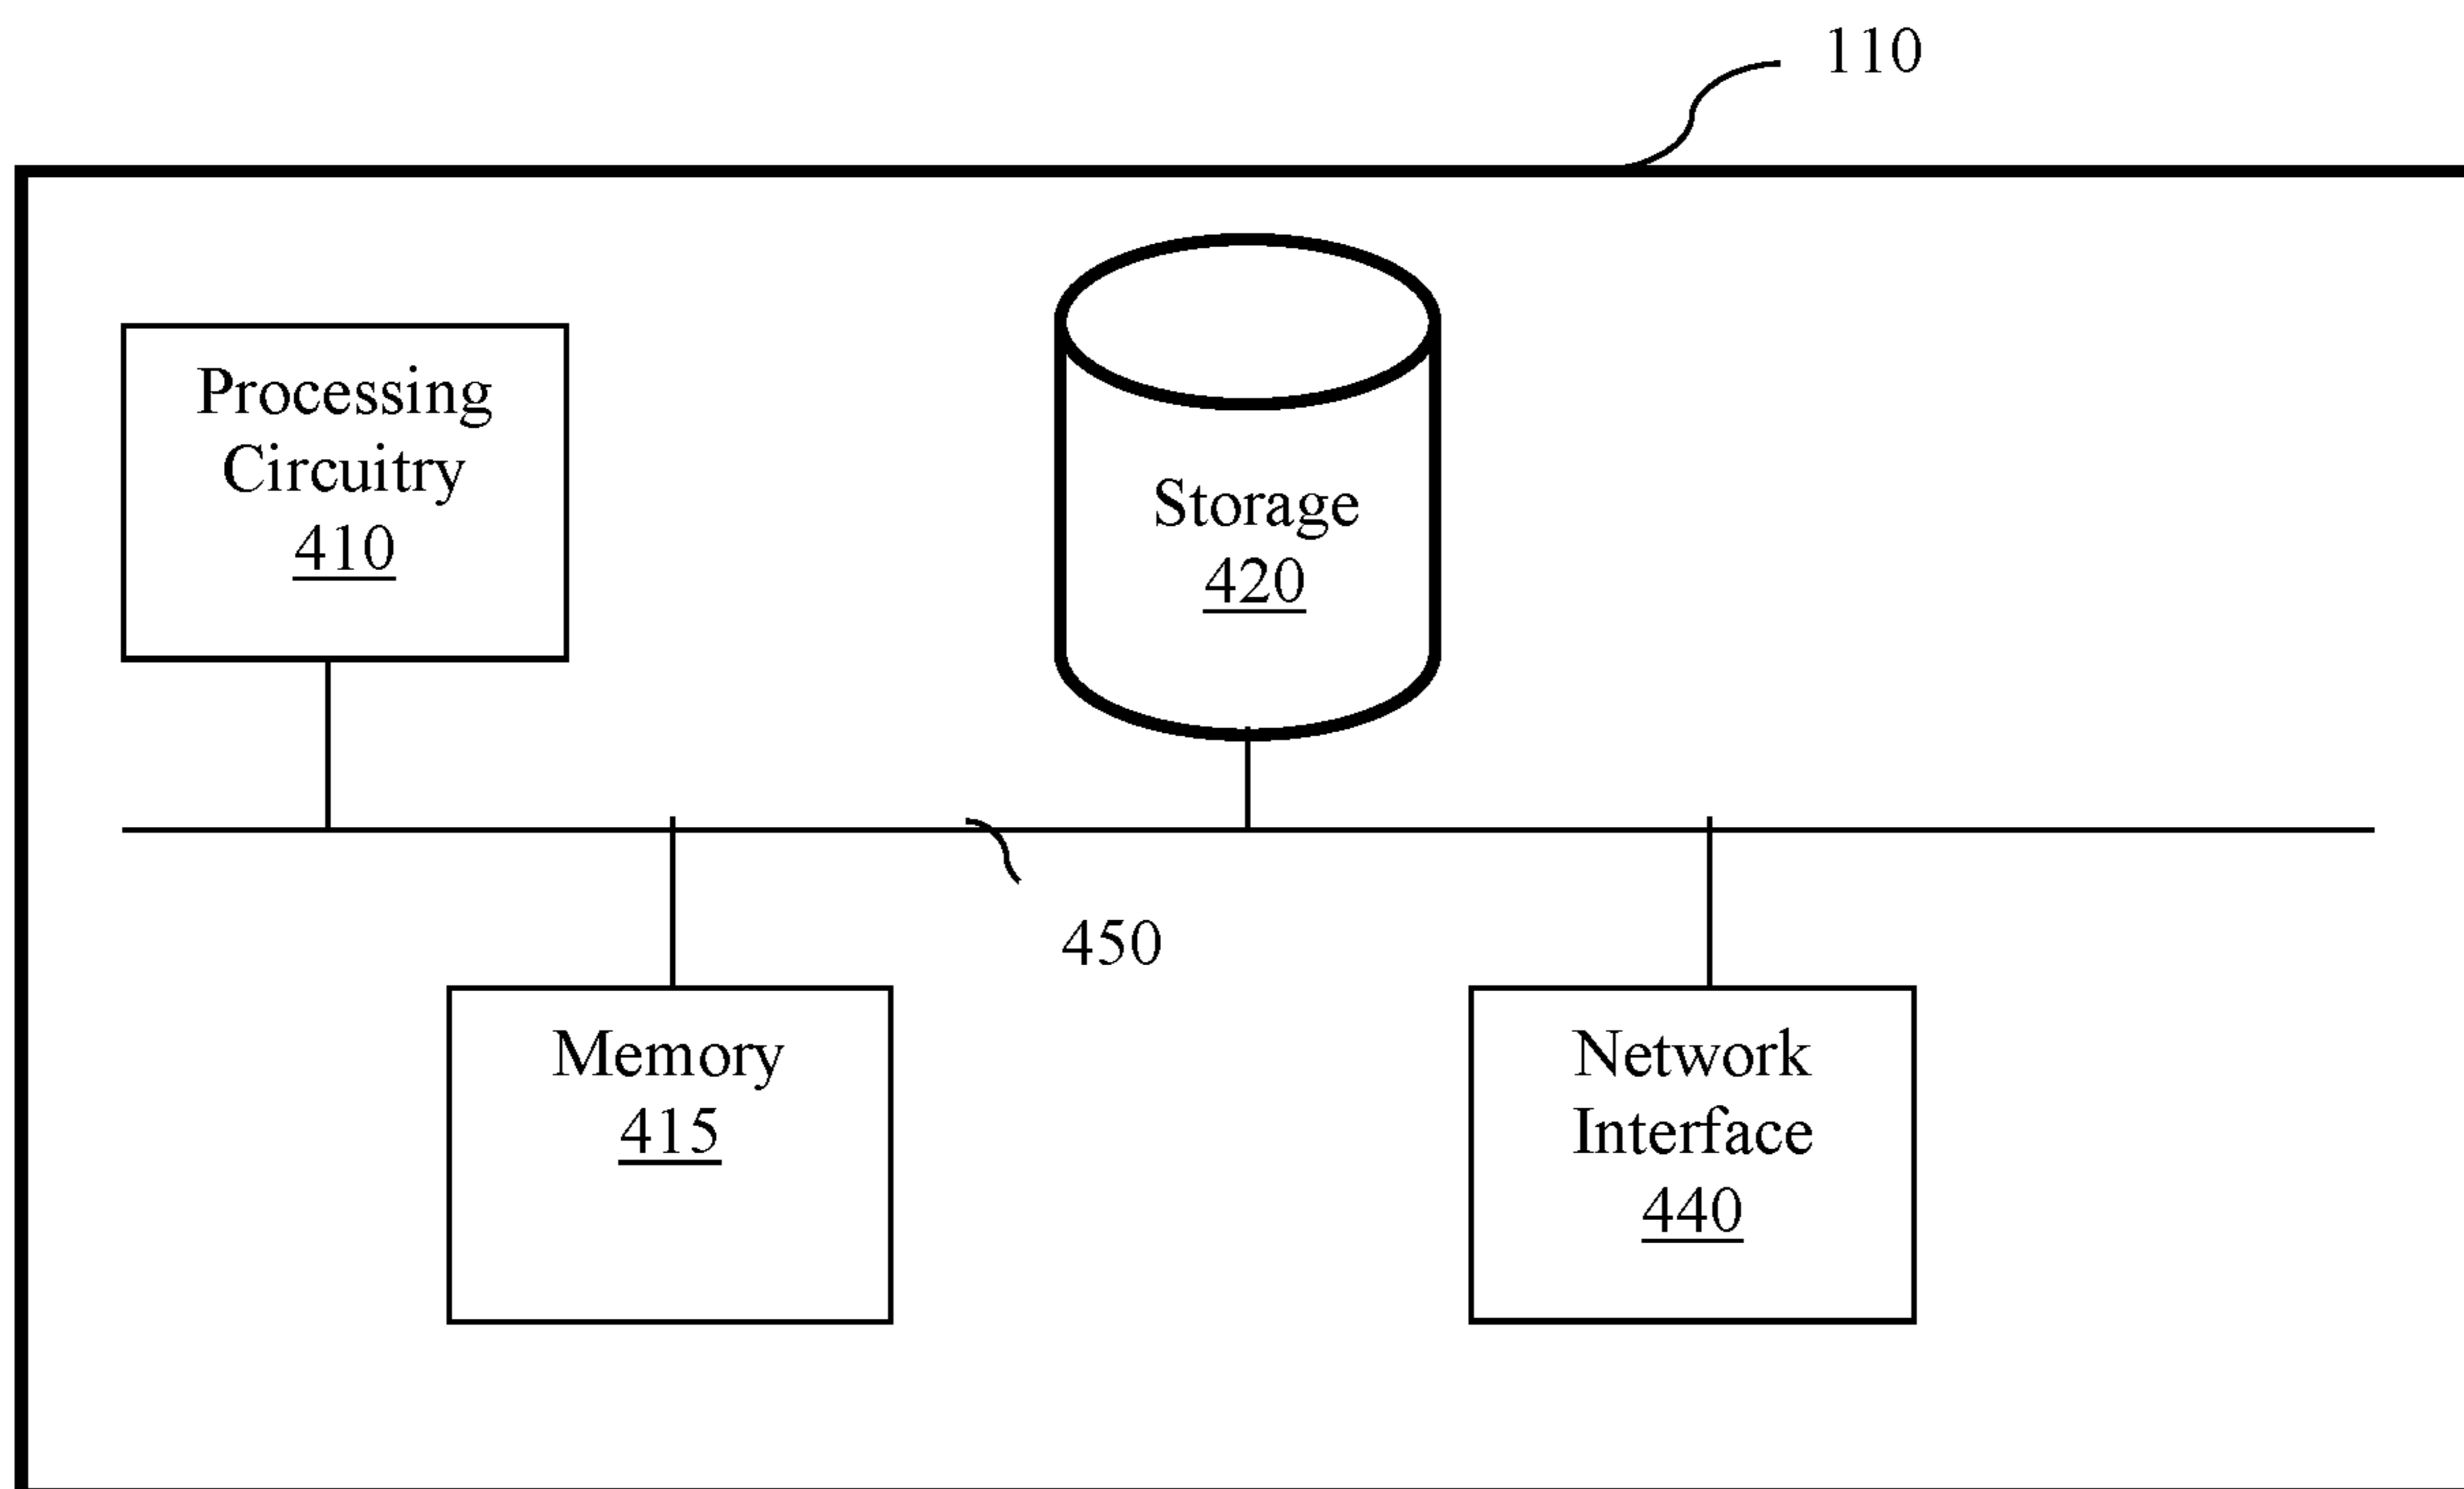 110
Processing
Circuitry
410
Storage
420
450
Memory
415
Network
Interface
440